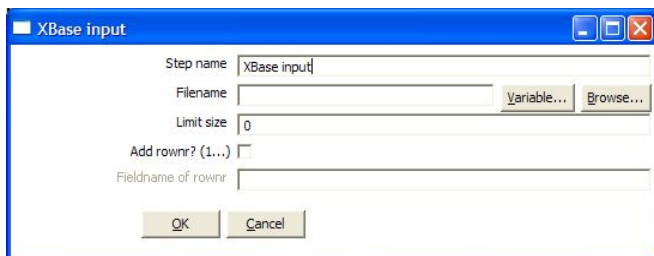 XBase input
Step name XBase input
Filename Variable... Browse...
Limit size 0
Add rownr? (1...)
Fieldname of rownr
OK Cancel